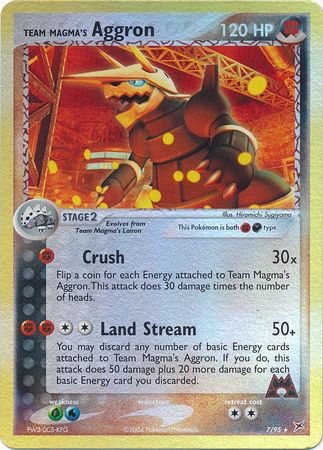 TEAM MAGMA'S Aggron 120 HP
Illus. Hiromichi Sugiyama
STAGE 2 Evolves from
Team Magma's Lairon
This Pokémon is both type.
Crush 30x
Flip a coin for each Energy attached to Team Magma's
Aggron. This attack does 30 damage times the number
of heads.
Land Stream 50+
You may discard any number of basic Energy cards
attached to Team Magma's Aggron. If you do, this
attack does 50 damage plus 20 more damage for each
basic Energy card you discarded.
weakness resistance retreat cost
©2004 Pokémon/Nintendo 7/95 ★